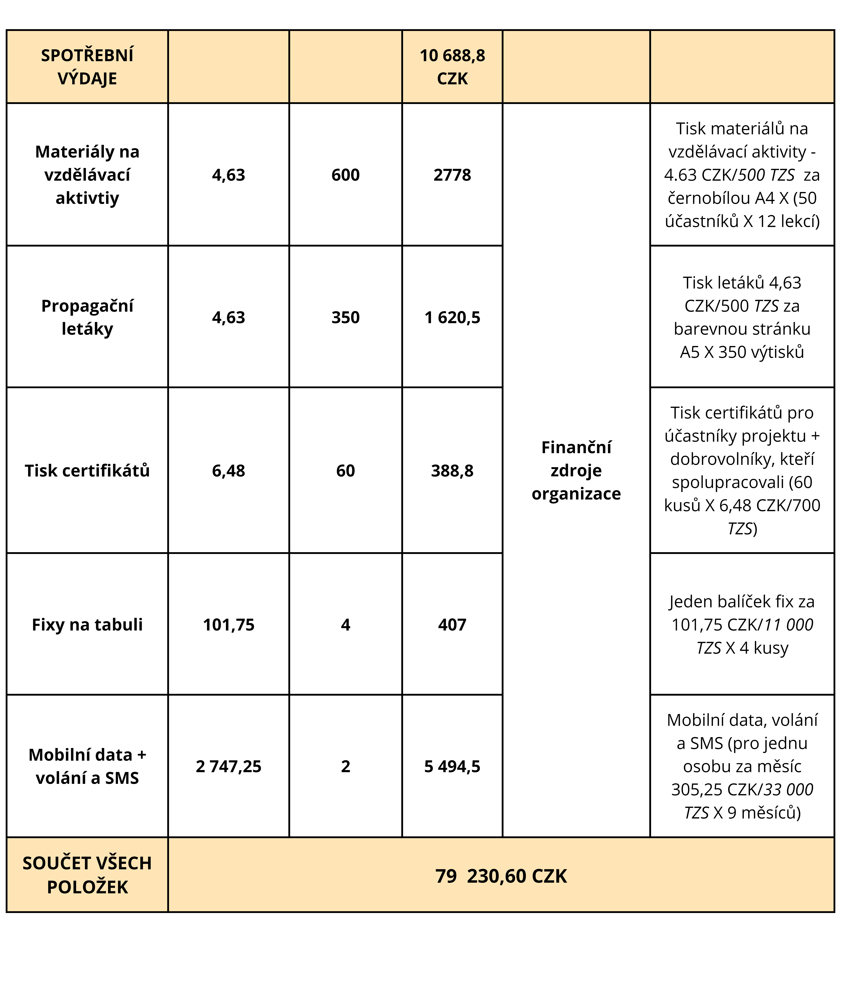 SPOTŘEBNÍ
VÝDAJE
10 688,8
CZK
Materiály na
vzdělávací
aktivtiy
4,63
600
2778
Tisk materiálů na
vzdělávací aktivity -
4.63 CZK/500 TZS  za
černobílou A4 X (50
účastníků X 12 lekcí)
Propagační
letáky
4,63
350
1 620,5
Tisk letáků 4,63
CZK/500 TZS za
barevnou stránku
A5 X 350 výtisků
Tisk certifikátů
6,48
60
388,8
Finanční
zdroje
organizace
Tisk certifikátů pro
účastníky projektu +
dobrovolníky, kteří
spolupracovali (60
kusů X 6,48 CZK/700
TZS)
Fixy na tabuli
101,75
4
407
Jeden balíček fix za
101,75 CZK/11 000
TZS X 4 kusy
Mobilní data +
volání a SMS
2 747,25
2
5 494,5
Mobilní data, volání
a SMS (pro jednu
osobu za měsíc
305,25 CZK/33 000
TZS X 9 měsíců)
SOUČET VŠECH
POLOŽEK
79  230,60 CZK